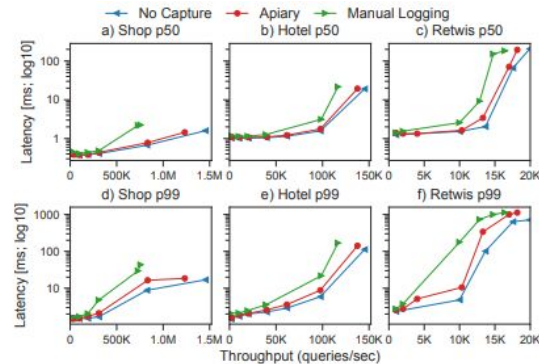 No Capture Apiary Manual Logging
a) Shop p50 b) Hotel p50 c) Retwis p50
Latency [ms; log10]
100
10
1
0 500K 1M 1.5M
0 50K 100K 150K
0 5K 10K 15K 20K
d) Shop p99 e) Hotel p99 f) Retwis p99
Latency [ms; log10]
1000
100
10
0 500K 1M 1.5M
0 50K 100K 150K
0 5K 10K 15K 20K
Throughput (queries/sec)